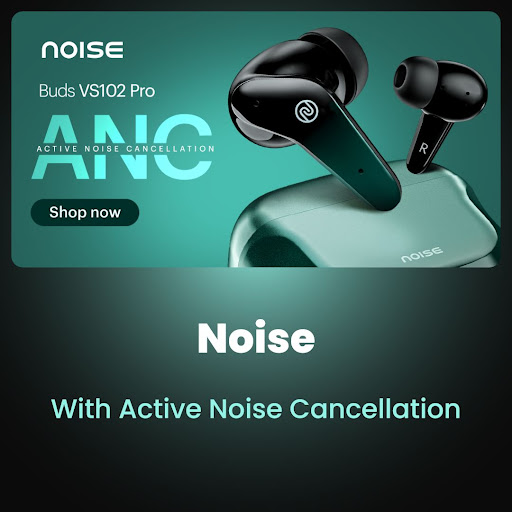 NOISE
Buds VS102 Pro
ANC
ACTIVE NOISE CANCELLATION
Shop now
R
NOISE
Noise
With Active Noise Cancellation